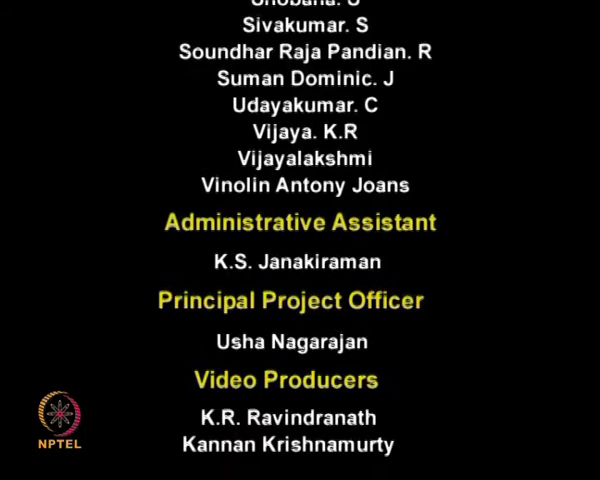 Shobana. S
Sivakumar. S
Soundhar Raja Pandian. R
Suman Dominic. J
Udayakumar. C
Vijaya. K.R
Vijayalakshmi
Vinolin Antony Joans
Administrative Assistant
K.S. Janakiraman
Principal Project Officer
Usha Nagarajan
Video Producers
K.R. Ravindranath
Kannan Krishnamurty
NPTEL